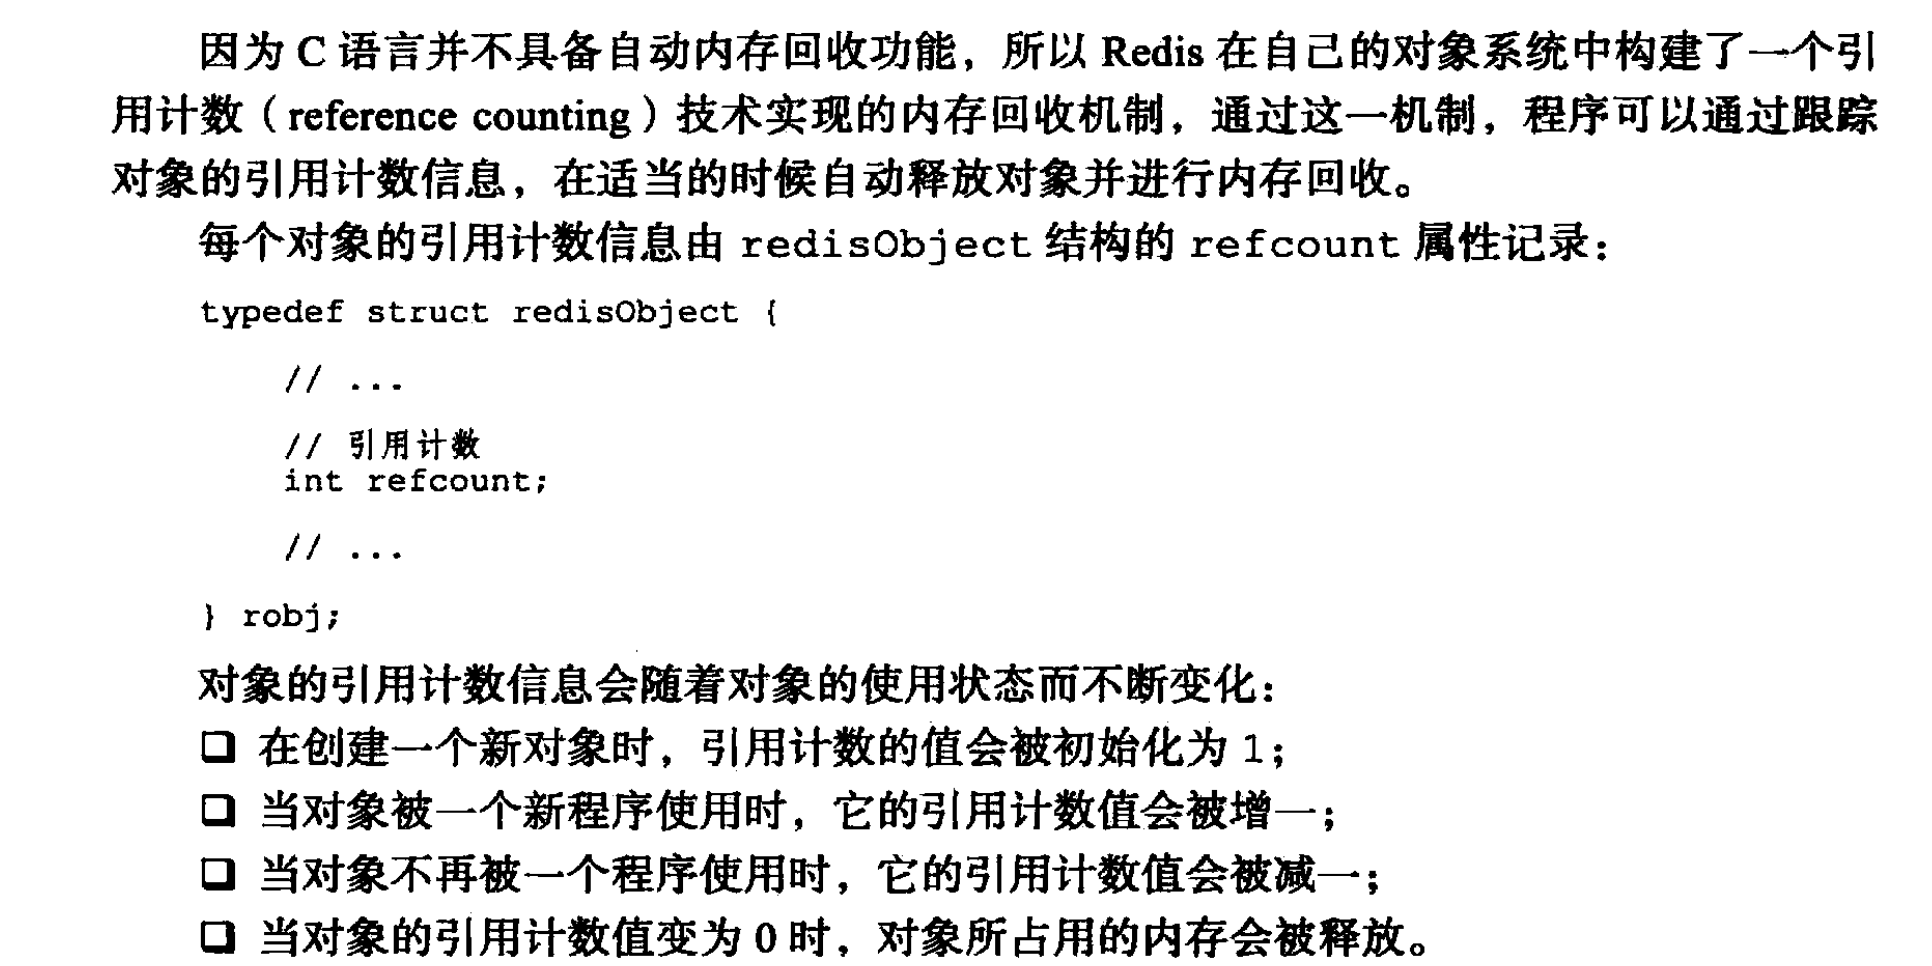 因为 C 语言并不具备自动内存回收功能，所以 Redis 在自己的对象系统中构建了一个引
用计数（reference counting）技术实现的内存回收机制，通过这一机制，程序可以通过跟踪
对象的引用计数信息，在适当的时候自动释放对象并进行内存回收。
每个对象的引用计数信息由 redisObject 结构的 refcount 属性记录：
typedef struct redisObject {
// ...
// 引用计数
int refcount;
// ...
} robj;
对象的引用计数信息会随着对象的使用状态而不断变化：
❑ 在创建一个新对象时，引用计数的值会被初始化为 1；
❑ 当对象被一个新程序使用时，它的引用计数值会被增一；
❑ 当对象不再被一个程序使用时，它的引用计数值会被减一；
❑ 当对象的引用计数值变为 0 时，对象所占用的内存会被释放。